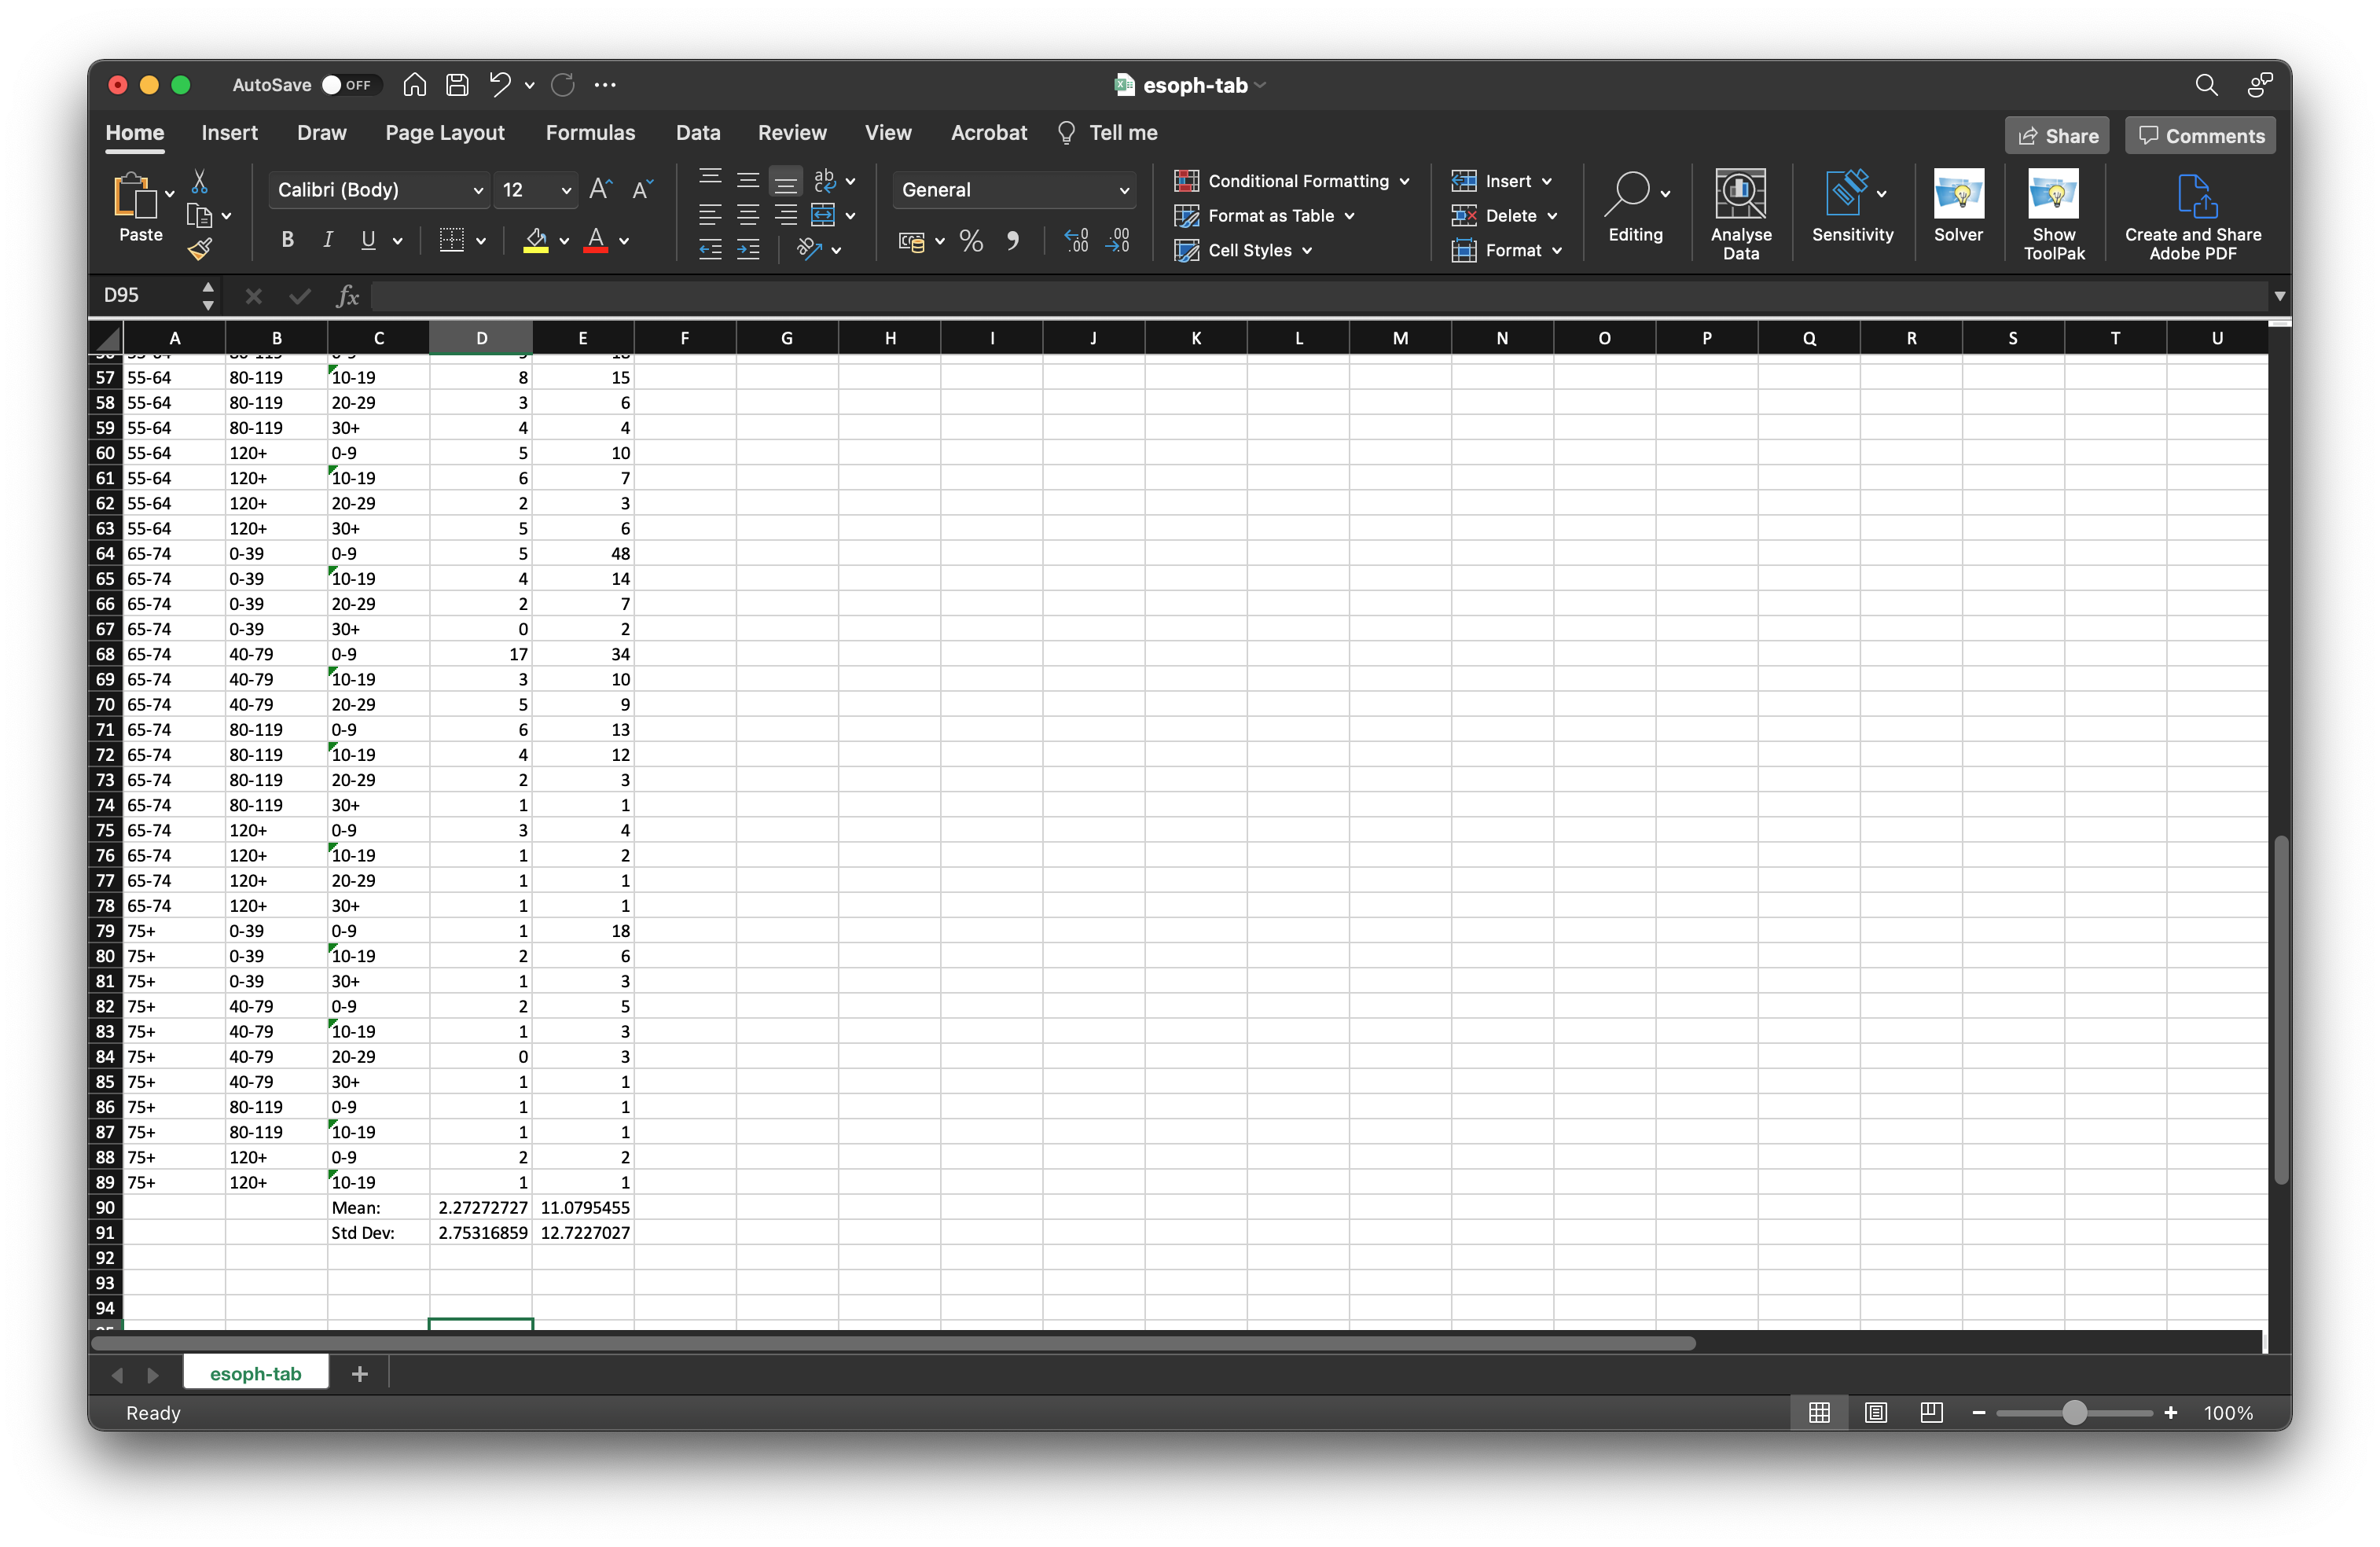 AutoSave OFF esoph-tab
Home Insert Draw Page Layout Formulas Data Review View Acrobat Tell me Share Comments
Paste Calibri (Body) 12 A A ab c General Conditional Formatting Insert Editing Analyse Data Sensitivity Solver Show ToolPak Create and Share Adobe PDF
Format as Table Delete
B I U A ab % 9 .00 .0 .00 .0 Cell Styles Format
D95 fx
A B C D E F G H I J K L M N O P Q R S T U
57 55-64 80-119 10-19 8 15
58 55-64 80-119 20-29 3 6
59 55-64 80-119 30+ 4 4
60 55-64 120+ 0-9 5 10
61 55-64 120+ 10-19 6 7
62 55-64 120+ 20-29 2 3
63 55-64 120+ 30+ 5 6
64 65-74 0-39 0-9 5 48
65 65-74 0-39 10-19 4 14
66 65-74 0-39 20-29 2 7
67 65-74 0-39 30+ 0 2
68 65-74 40-79 0-9 17 34
69 65-74 40-79 10-19 3 10
70 65-74 40-79 20-29 5 9
71 65-74 80-119 0-9 6 13
72 65-74 80-119 10-19 4 12
73 65-74 80-119 20-29 2 3
74 65-74 80-119 30+ 1 1
75 65-74 120+ 0-9 3 4
76 65-74 120+ 10-19 1 2
77 65-74 120+ 20-29 1 1
78 65-74 120+ 30+ 1 1
79 75+ 0-39 0-9 1 18
80 75+ 0-39 10-19 2 6
81 75+ 0-39 30+ 1 3
82 75+ 40-79 0-9 2 5
83 75+ 40-79 10-19 1 3
84 75+ 40-79 20-29 0 3
85 75+ 40-79 30+ 1 1
86 75+ 80-119 0-9 1 1
87 75+ 80-119 10-19 1 1
88 75+ 120+ 0-9 2 2
89 75+ 120+ 10-19 1 1
90 Mean: 2.27272727 11.0795455
91 Std Dev: 2.75316859 12.7227027
92
93
94
esoph-tab +
Ready 100%